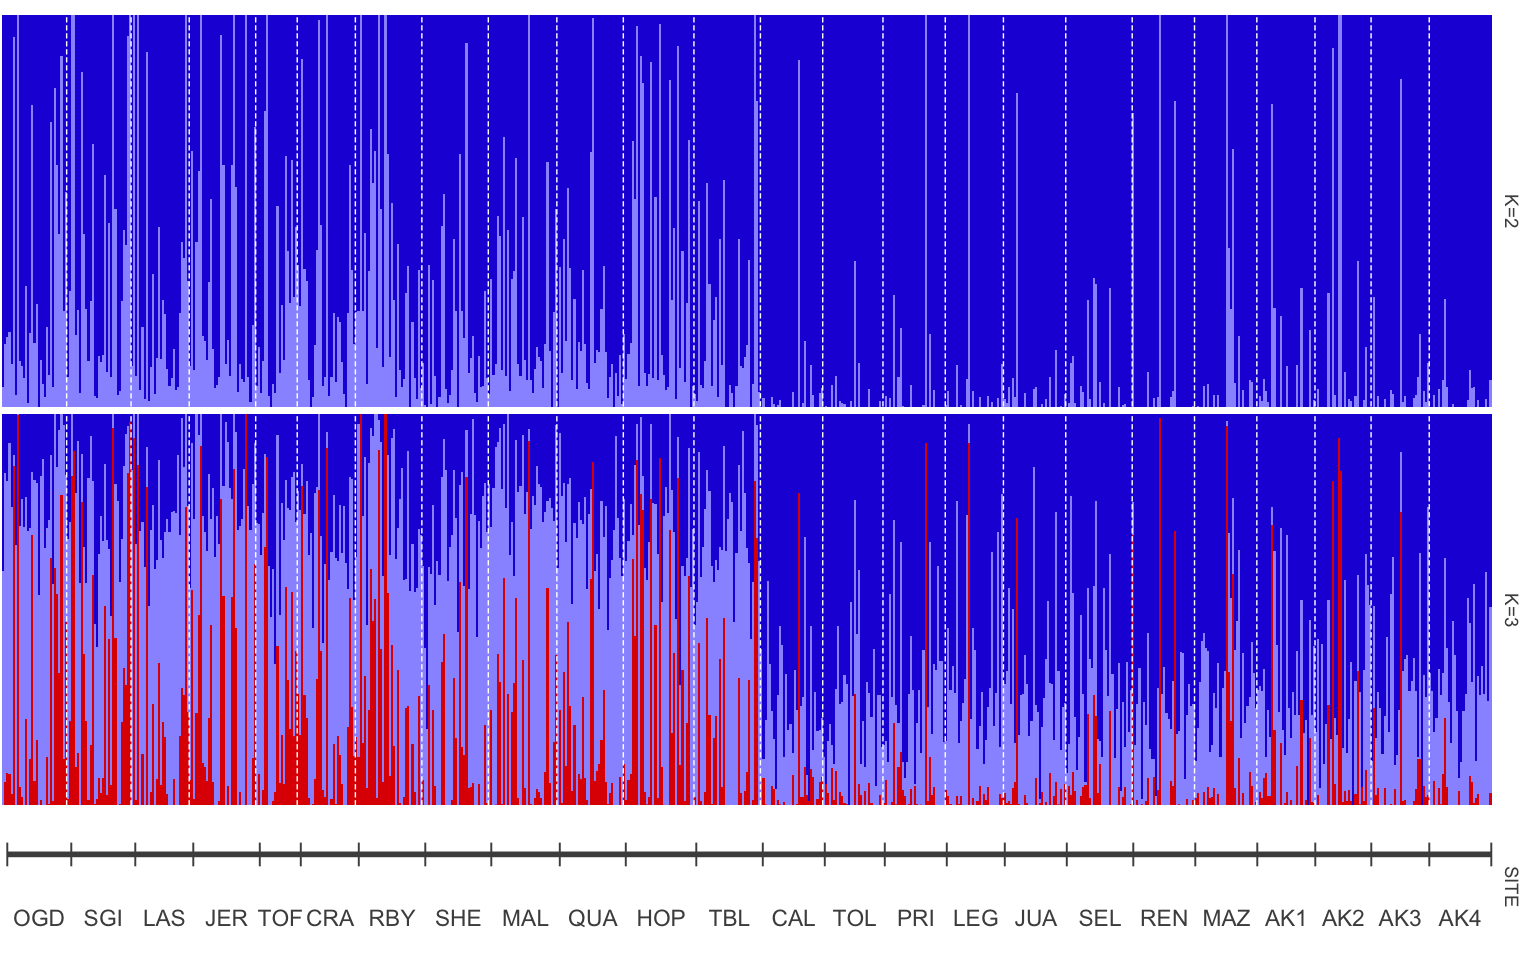 K=2
K=3
SITE
OGD SGI LAS JER TOF CRA RBY SHE MAL QUA HOP TBL CAL TOL PRI LEG JUA SEL REN MAZ AK1 AK2 AK3 AK4